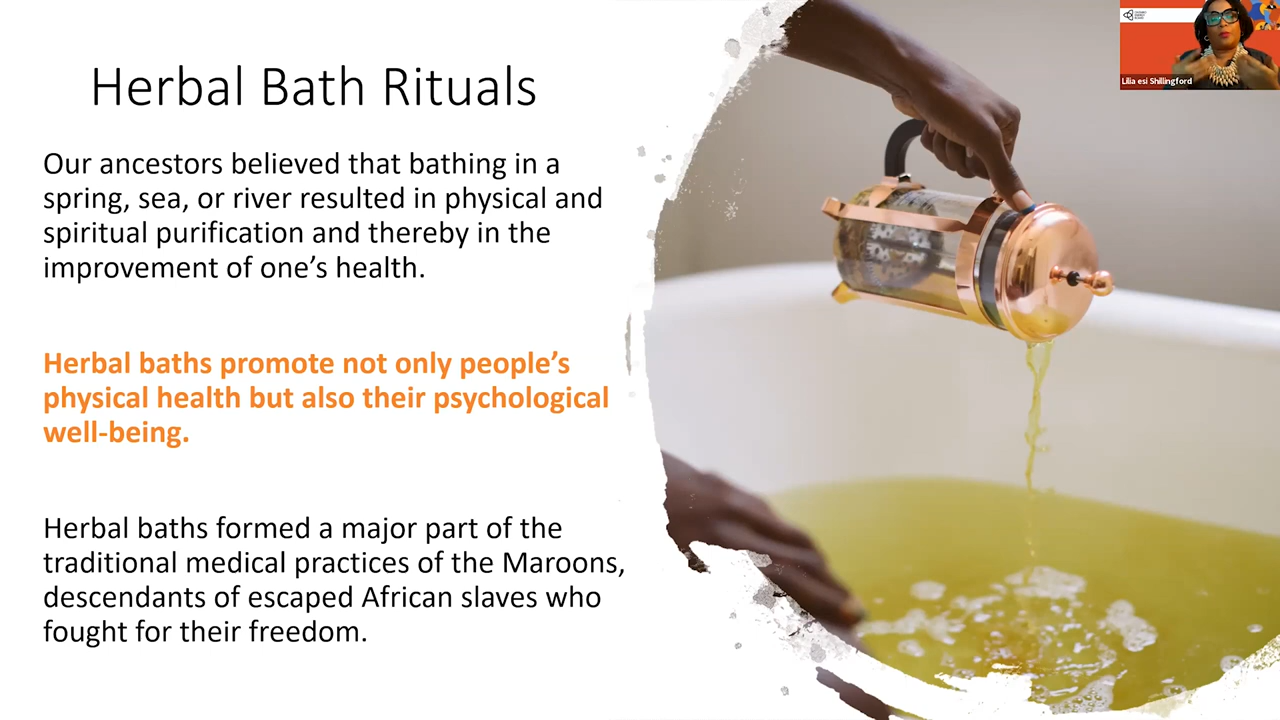 Herbal Bath Rituals
Our ancestors believed that bathing in a
spring, sea, or river resulted in physical and
spiritual purification and thereby in the
improvement of one’s health.
Herbal baths promote not only people’s
physical health but also their psychological
well-being.
Herbal baths formed a major part of the
traditional medical practices of the Maroons,
descendants of escaped African slaves who
fought for their freedom.
Lilia esi Shillingford